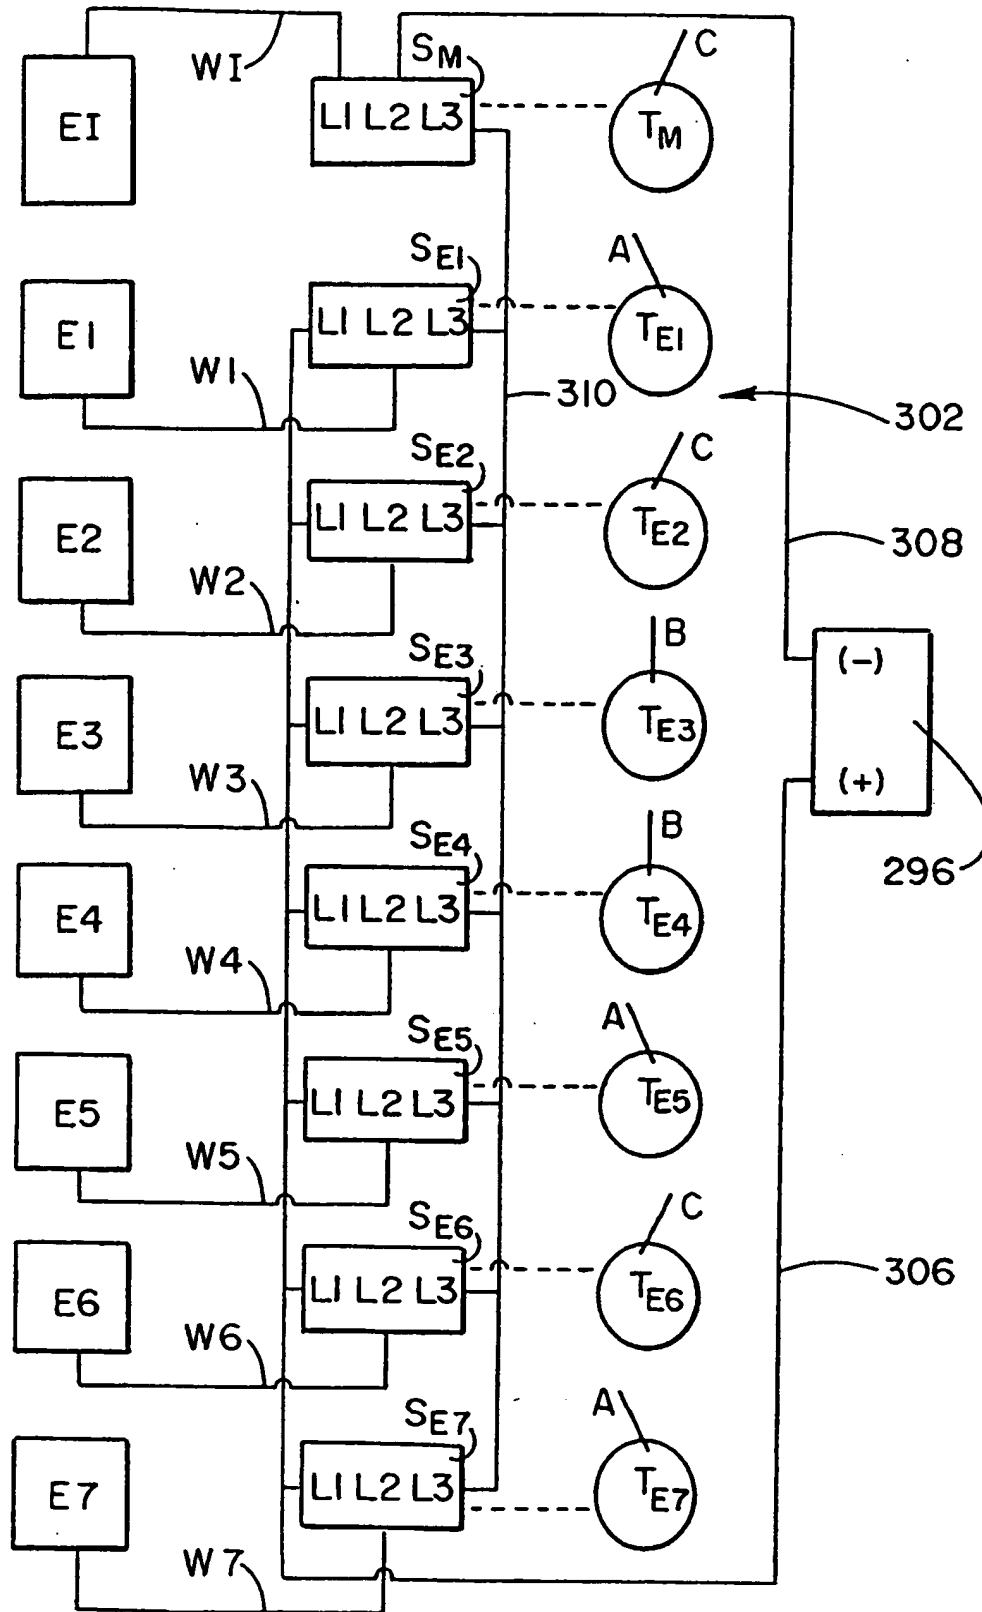 WI
SM
C
EI
L1 L2 L3
TM
SE1
A
E1
L1 L2 L3
TE1
W1
310
302
SE2
C
E2
L1 L2 L3
TE2
308
W2
SE3
B
(-)
E3
L1 L2 L3
TE3
W3
(+)
SE4
B
296
E4
L1 L2 L3
TE4
W4
SE5
A
E5
L1 L2 L3
TE5
W5
SE6
C
306
E6
L1 L2 L3
TE6
W6
SE7
A
E7
L1 L2 L3
TE7
W7